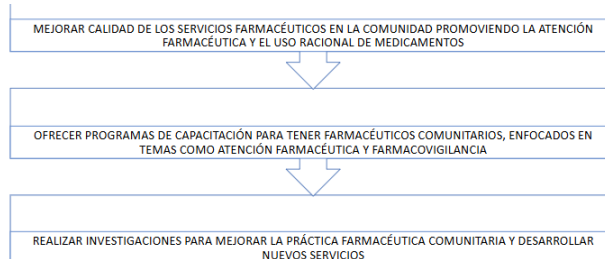 MEJORAR CALIDAD DE LOS SERVICIOS FARMACÉUTICOS EN LA COMUNIDAD PROMOVIENDO LA ATENCIÓN
FARMACÉUTICA Y EL USO RACIONAL DE MEDICAMENTOS
OFRECER PROGRAMAS DE CAPACITACIÓN PARA TENER FARMACÉUTICOS COMUNITARIOS, ENFOCADOS EN
TEMAS COMO ATENCIÓN FARMACÉUTICA Y FARMACOVIGILANCIA
REALIZAR INVESTIGACIONES PARA MEJORAR LA PRÁCTICA FARMACÉUTICA COMUNITARIA Y DESARROLLAR
NUEVOS SERVICIOS